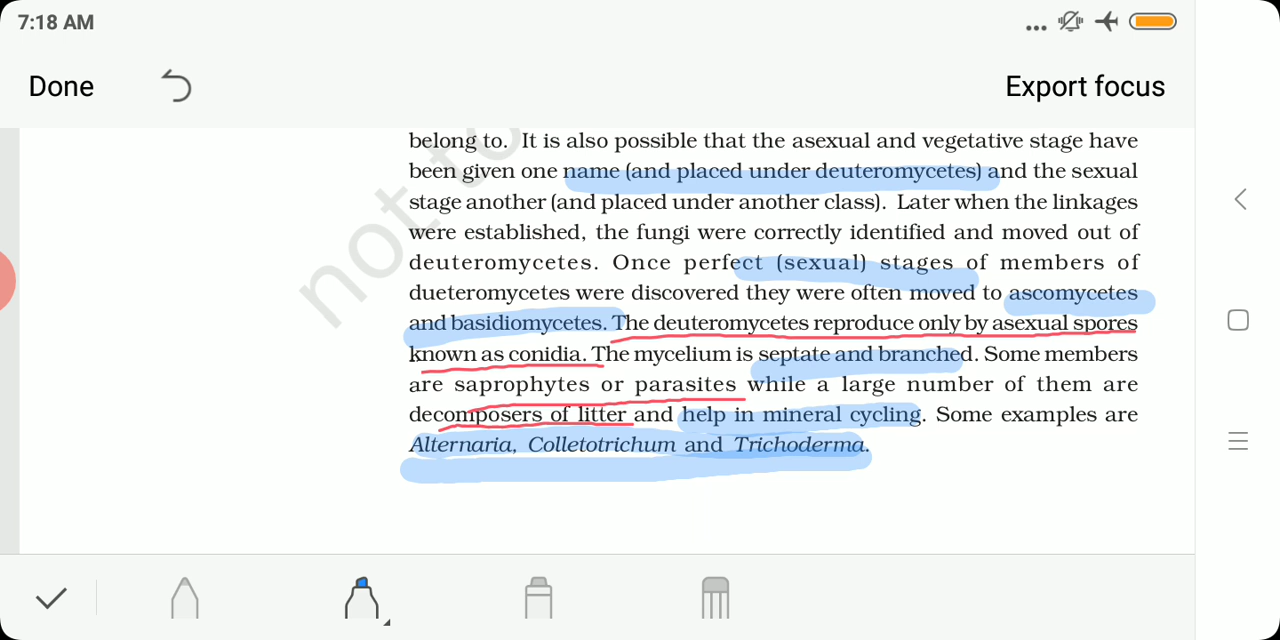 7:18 AM
Done
Export focus
not to
belong to. It is also possible that the asexual and vegetative stage have
been given one name (and placed under deuteromycetes) and the sexual
stage another (and placed under another class). Later when the linkages
were established, the fungi were correctly identified and moved out of
deuteromycetes. Once perfect (sexual) stages of members of
dueteromycetes were discovered they were often moved to ascomycetes
and basidiomycetes. The deuteromycetes reproduce only by asexual spores
known as conidia. The mycelium is septate and branched. Some members
are saprophytes or parasites while a large number of them are
decomposers of litter and help in mineral cycling. Some examples are
Alternaria, Colletotrichum and Trichoderma.